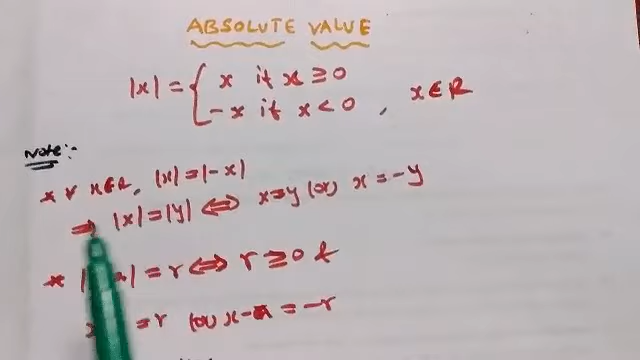 ABSOLUTE VALUE
|x| = { x if x ≥ 0
-x if x < 0 , x ∈ R
Note:-
* ∀ x∈R, |x| = |-x|
⇒ |x| = |y| ⇔ x=y (or) x = -y
* | | = r ⇔ r ≥ 0 &
= r (or) x- = -r